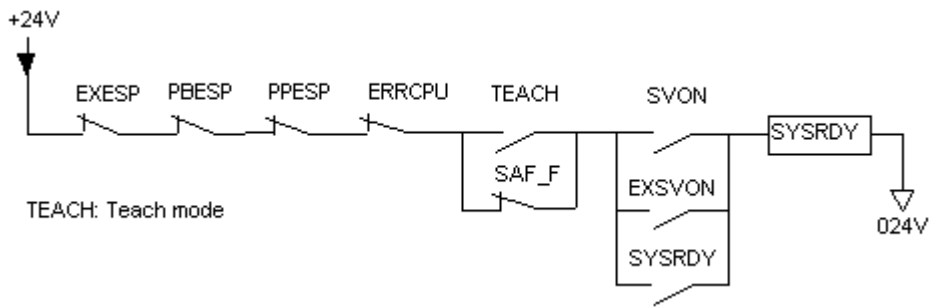 +24V
EXESP PBESP PPESP ERRCPU TEACH SVON
SYSRDY
SAF_F
EXSVON
TEACH: Teach mode
024V
SYSRDY